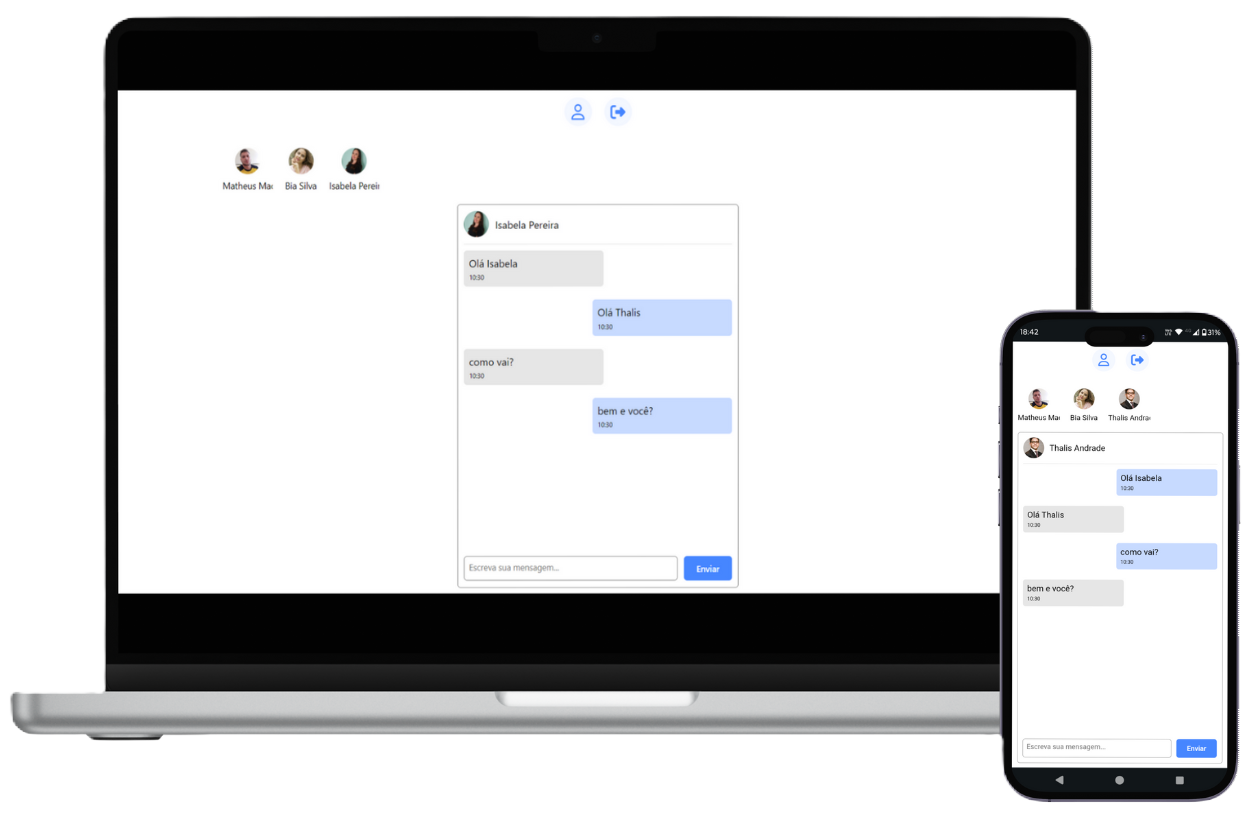 Matheus Mac
Bia Silva
Isabela Perei
Isabela Pereira
Olá Isabela
10:30
Olá Thalis
10:30
como vai?
10:30
bem e você?
10:30
Escreva sua mensagem...
Enviar
18:42
31%
Matheus Mac
Bia Silva
Thalis Andra
Thalis Andrade
Olá Isabela
10:30
Olá Thalis
10:30
como vai?
10:30
bem e você?
10:30
Escreva sua mensagem...
Enviar